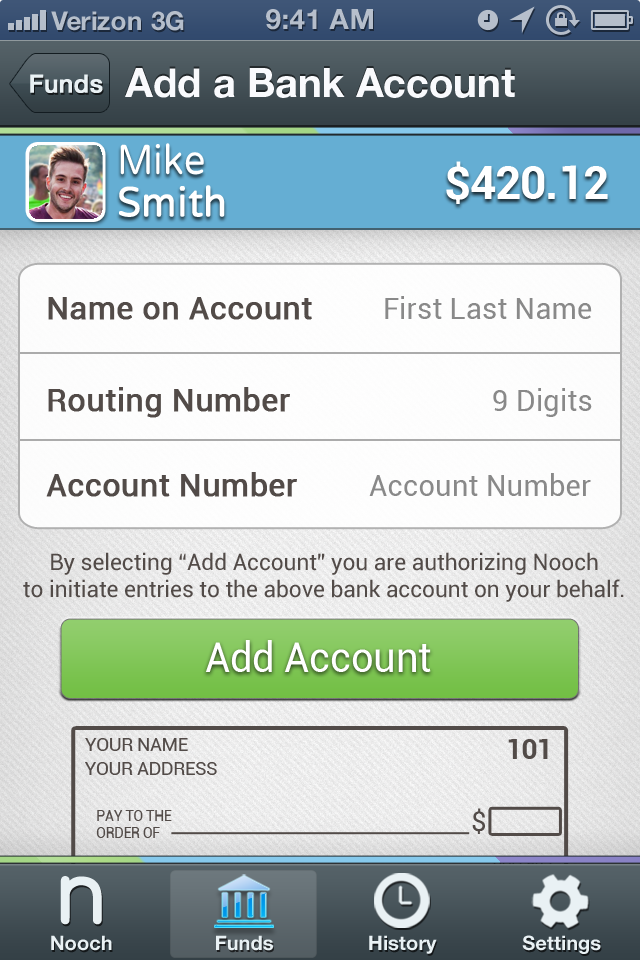 Verizon 3G 9:41 AM
Funds Add a Bank Account
Mike
Smith
$420.12
Name on Account First Last Name
Routing Number 9 Digits
Account Number Account Number
By selecting “Add Account” you are authorizing Nooch
to initiate entries to the above bank account on your behalf.
Add Account
YOUR NAME 101
YOUR ADDRESS
PAY TO THE
ORDER OF $
n
Nooch Funds History Settings